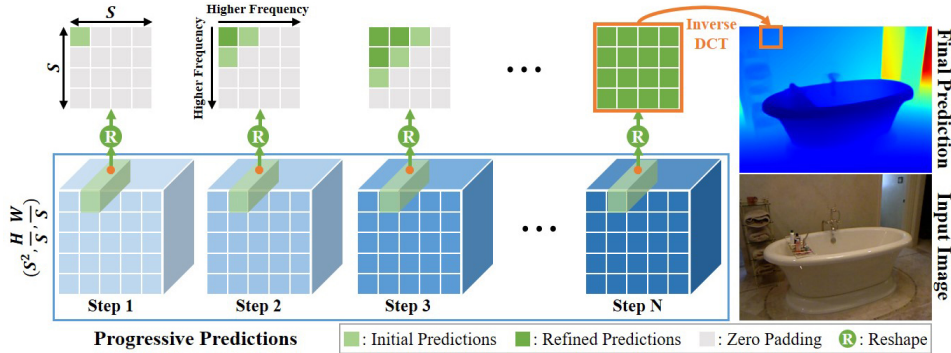 S
Higher Frequency
S
Higher Frequency
Inverse
DCT
Final Prediction
R
R
R
R
(S², H/S, W/S)
Input Image
Step 1
Step 2
Step 3
Step N
Progressive Predictions
: Initial Predictions
: Refined Predictions
: Zero Padding
R : Reshape